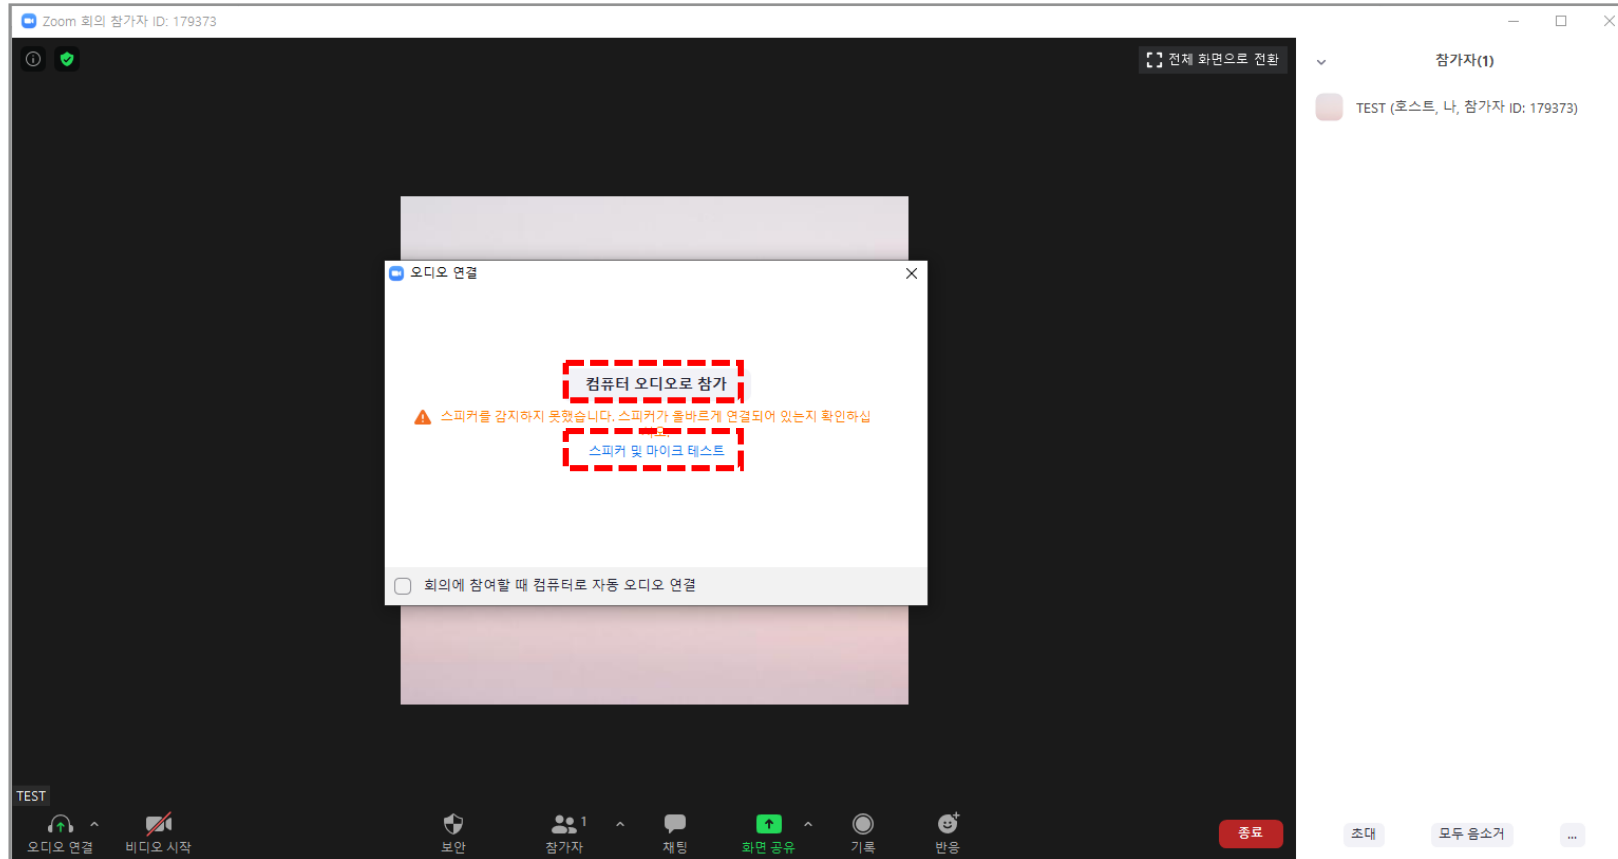 Zoom 회의 참가자 ID: 179373
전체 화면으로 전환
참가자(1)
TEST (호스트, 나, 참가자 ID: 179373)
오디오 연결
컴퓨터 오디오로 참가
스피커를 감지하지 못했습니다. 스피커가 올바르게 연결되어 있는지 확인하십
시오.
스피커 및 마이크 테스트
회의에 참여할 때 컴퓨터로 자동 오디오 연결
TEST
오디오 연결
비디오 시작
보안
1
참가자
채팅
화면 공유
기록
반응
종료
초대
모두 음소거
...